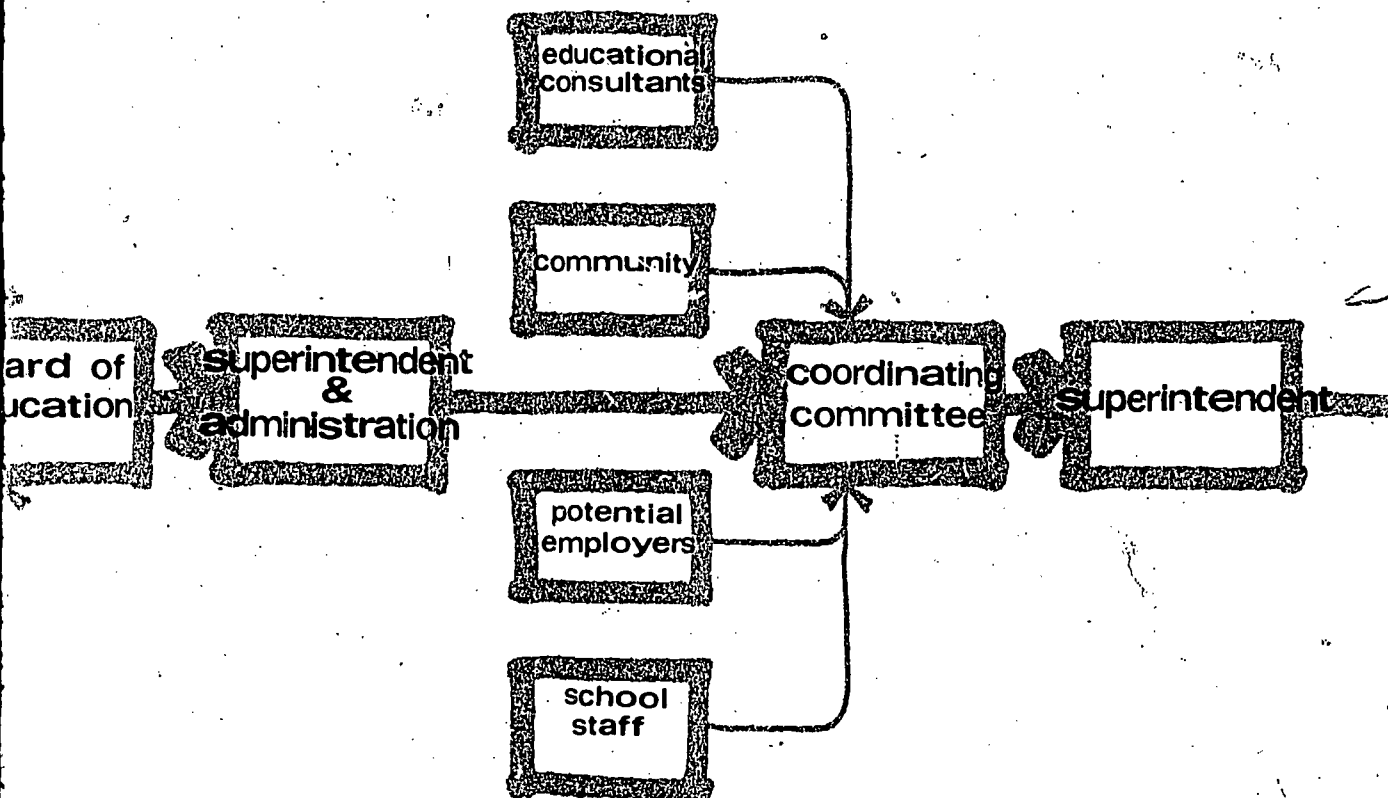 educational
consultants
community
ard of
ucation
superintendent
&
administration
coordinating
committee
superintendent
potential
employers
school
staff